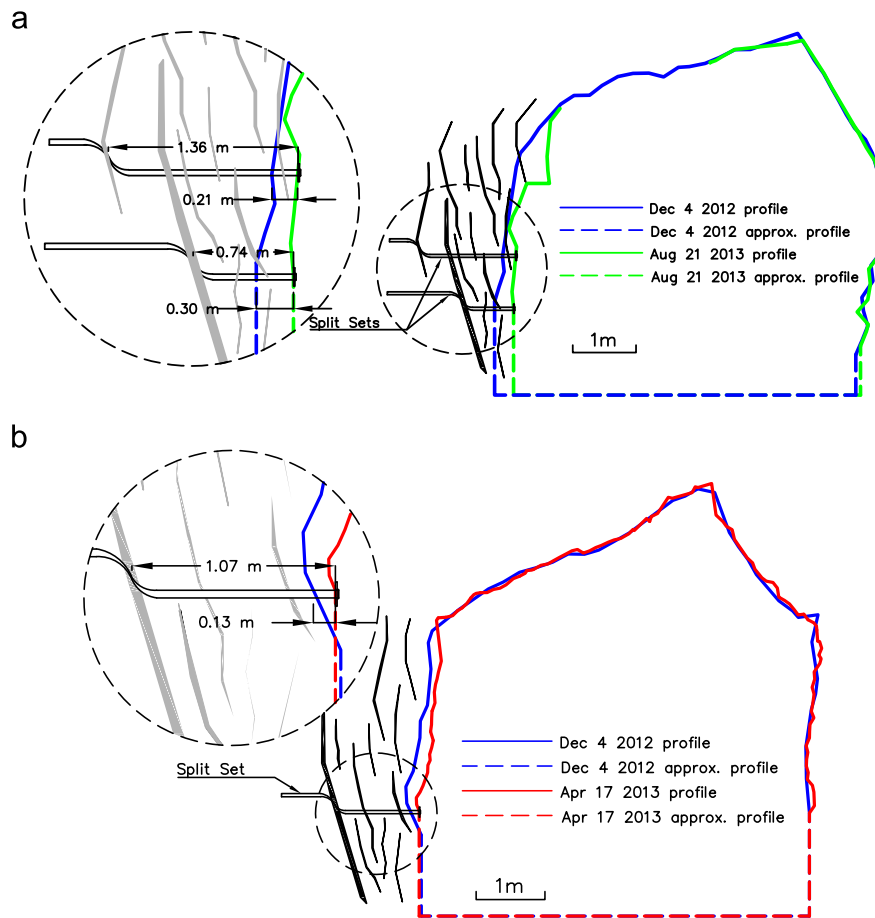 a
1.36 m
0.21 m
0.74 m
0.30 m
Split Sets
Dec 4 2012 profile
Dec 4 2012 approx. profile
Aug 21 2013 profile
Aug 21 2013 approx. profile
1m
b
1.07 m
0.13 m
Split Set
Dec 4 2012 profile
Dec 4 2012 approx. profile
Apr 17 2013 profile
Apr 17 2013 approx. profile
1m